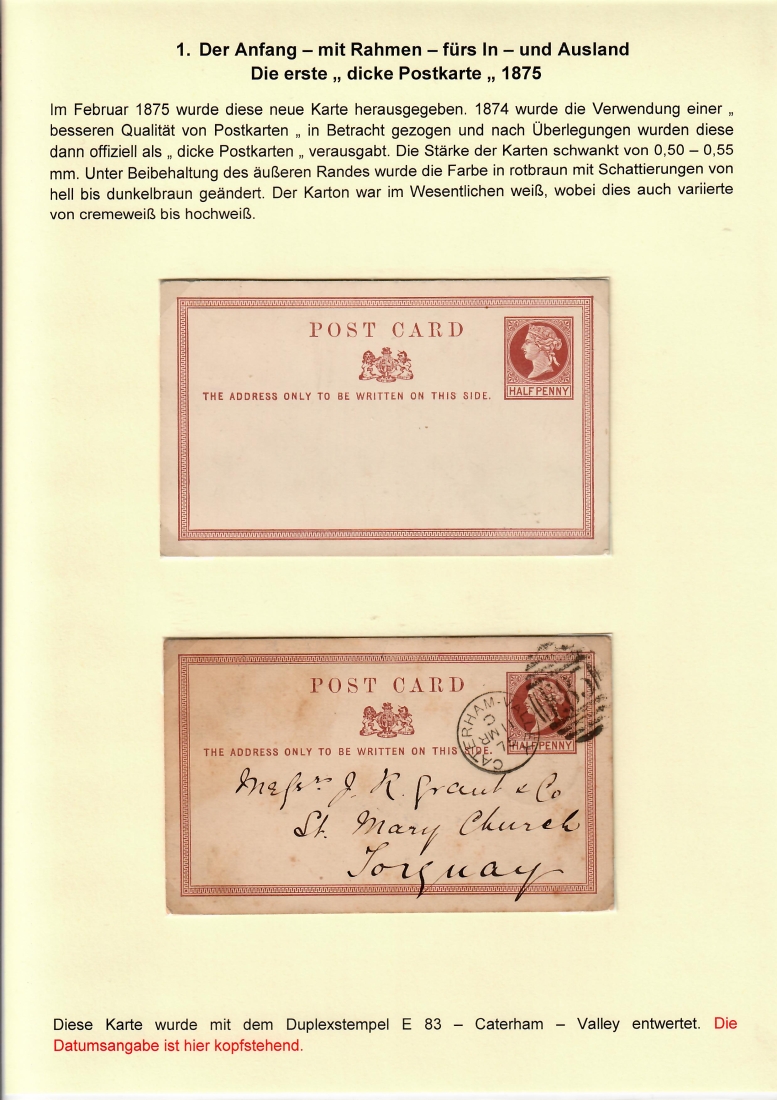 1. Der Anfang – mit Rahmen – fürs In – und Ausland
Die erste „ dicke Postkarte „ 1875
Im Februar 1875 wurde diese neue Karte herausgegeben. 1874 wurde die Verwendung einer „
besseren Qualität von Postkarten „ in Betracht gezogen und nach Überlegungen wurden diese
dann offiziell als „ dicke Postkarten „ verausgabt. Die Stärke der Karten schwankt von 0,50 – 0,55
mm. Unter Beibehaltung des äußeren Randes wurde die Farbe in rotbraun mit Schattierungen von
hell bis dunkelbraun geändert. Der Karton war im Wesentlichen weiß, wobei dies auch variierte
von cremeweiß bis hochweiß.
POST CARD
THE ADDRESS ONLY TO BE WRITTEN ON THIS SIDE.
HALFPENNY
POST CARD
THE ADDRESS ONLY TO BE WRITTEN ON THIS SIDE.
HALFPENNY
CATERHAM-
C
MR
Messrs J. R. Grant & Co
St. Mary Church
Torquay
Diese Karte wurde mit dem Duplexstempel E 83 – Caterham – Valley entwertet. Die
Datumsangabe ist hier kopfstehend.